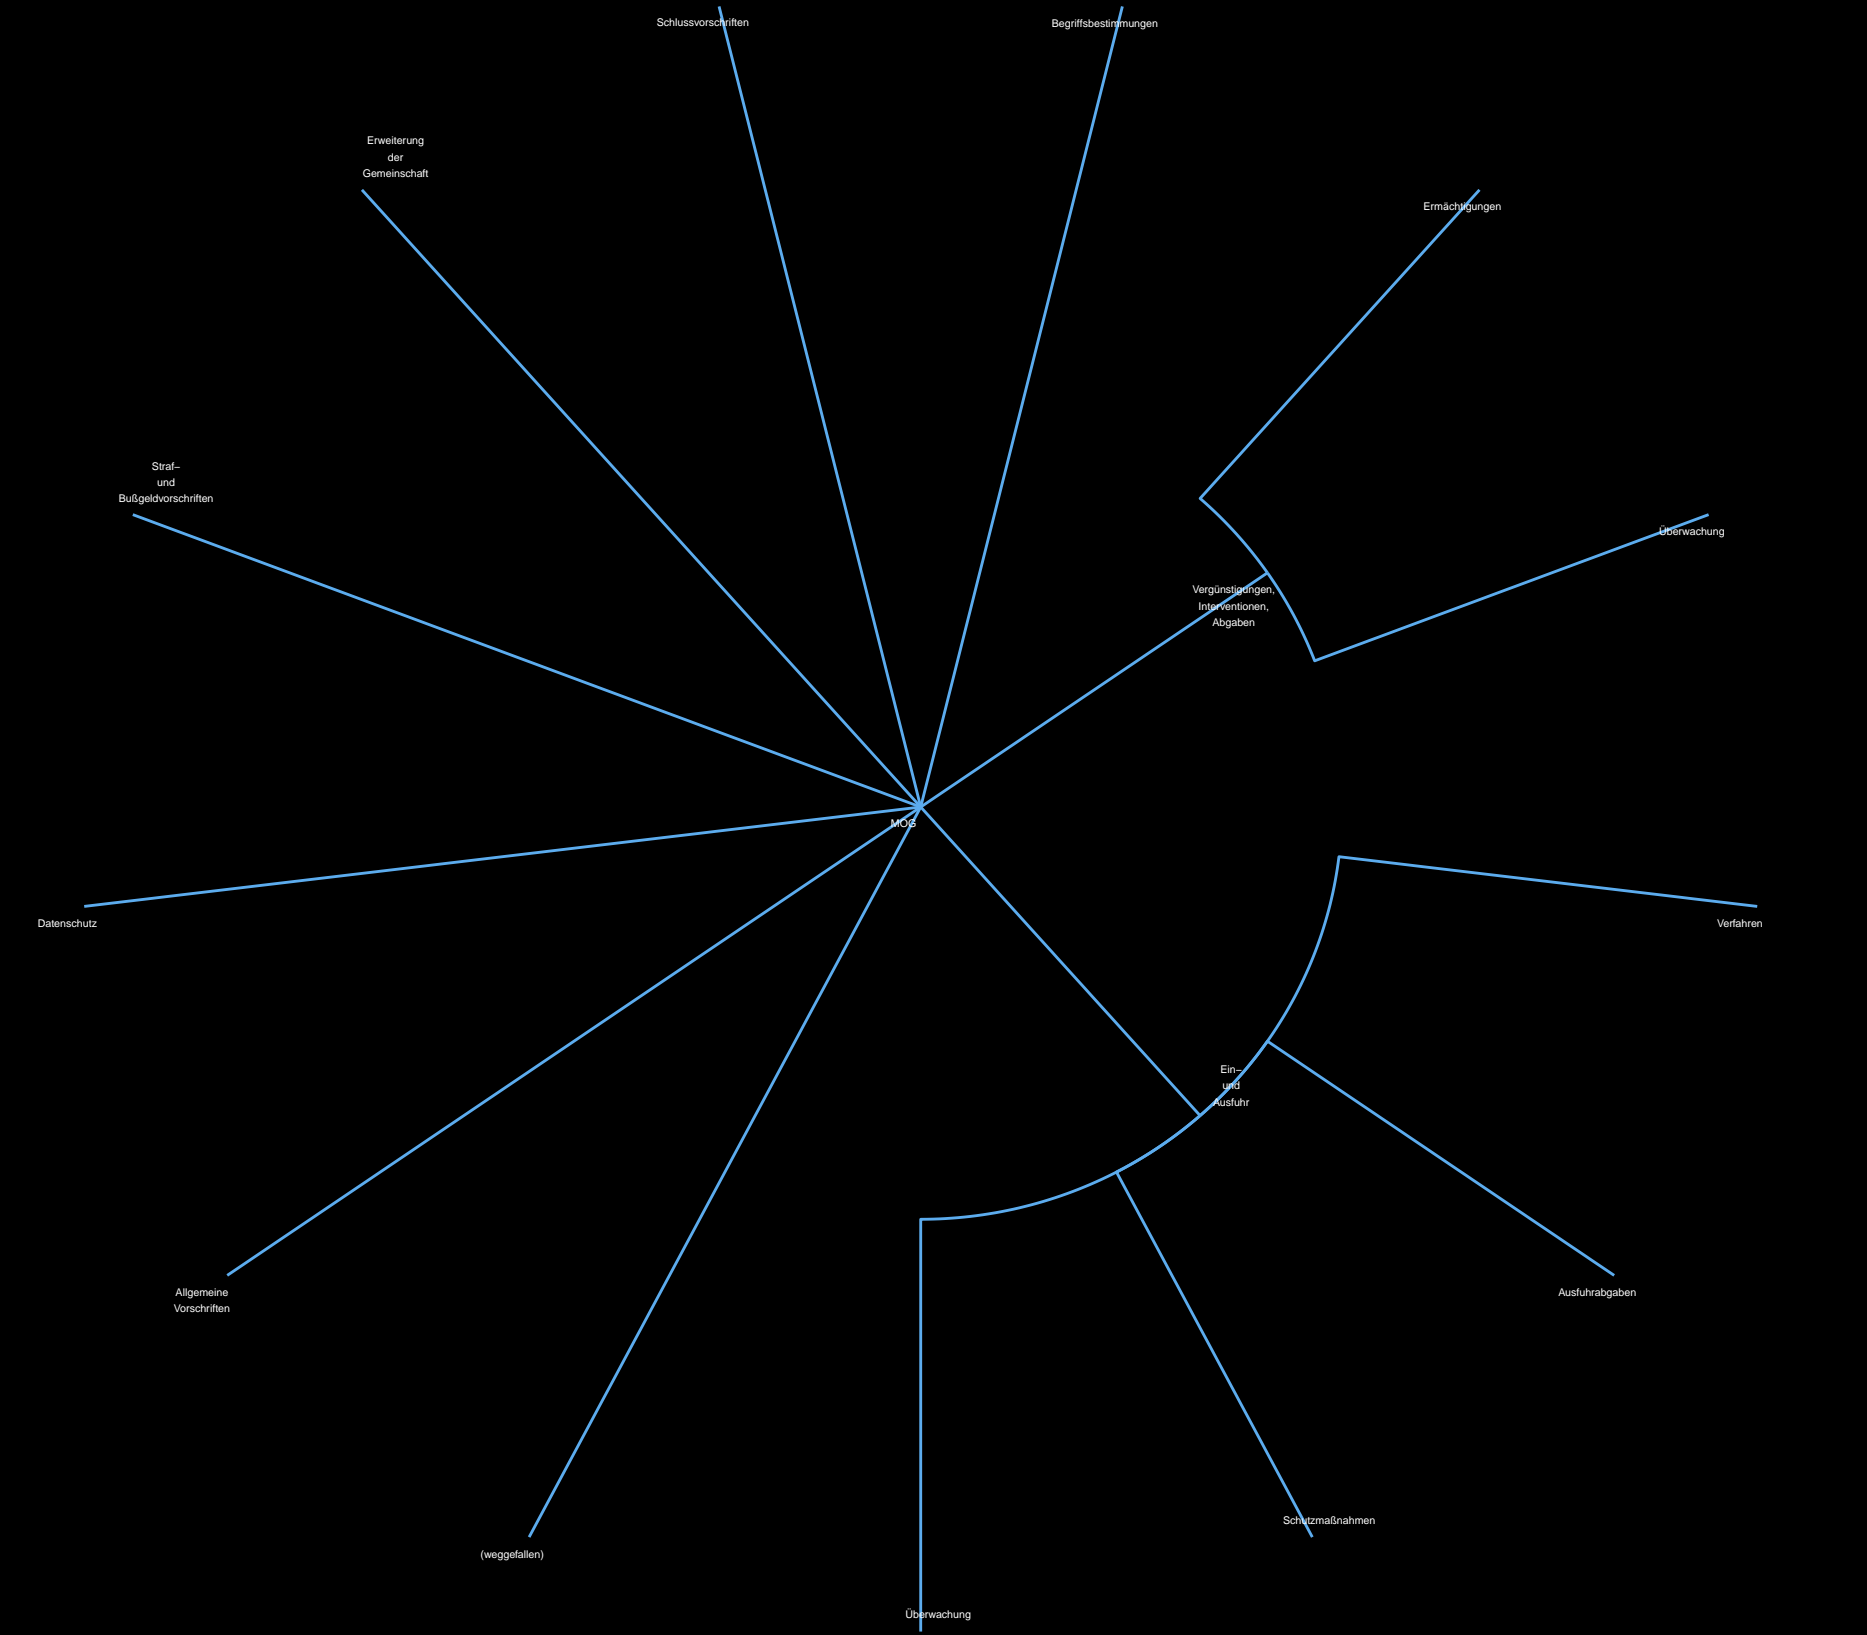 Schlussvorschriften
Begriffsbestimmungen
Erweiterung
der
Gemeinschaft
Ermächtigungen
Straf–
und
Bußgeldvorschriften
Überwachung
Vergünstigungen,
Interventionen,
Abgaben
MOG
Datenschutz
Verfahren
Ein–
und
Ausfuhr
Allgemeine
Vorschriften
Ausfuhrabgaben
Schutzmaßnahmen
(weggefallen)
Überwachung